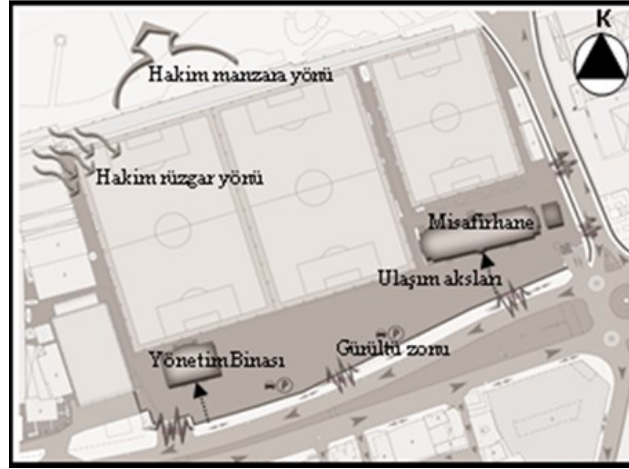 K
Hakim manzara yönü
Hakim rüzgar yönü
Misafirhane
Ulaşım aksları
Gürültü zonu
Yönetim Binası
P
P